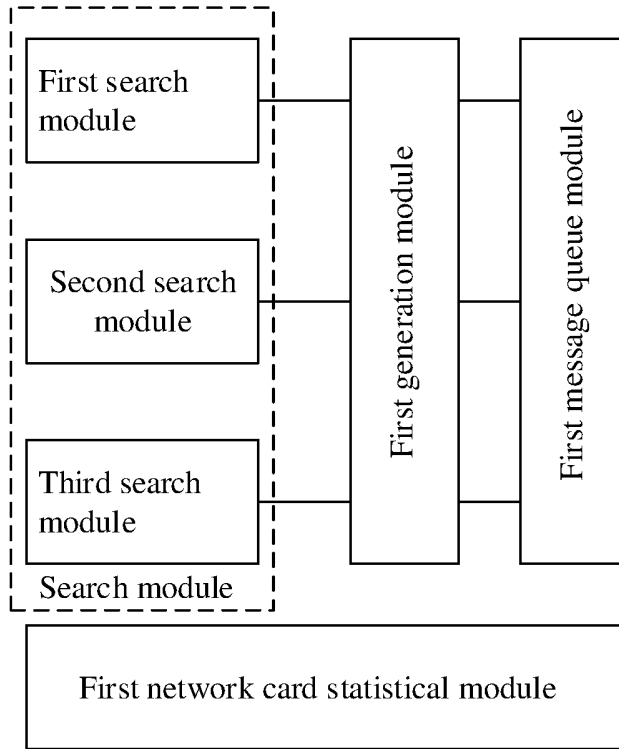 First search
module
Second search
module
Third search
module
Search module
First generation module
First message queue module
First network card statistical module